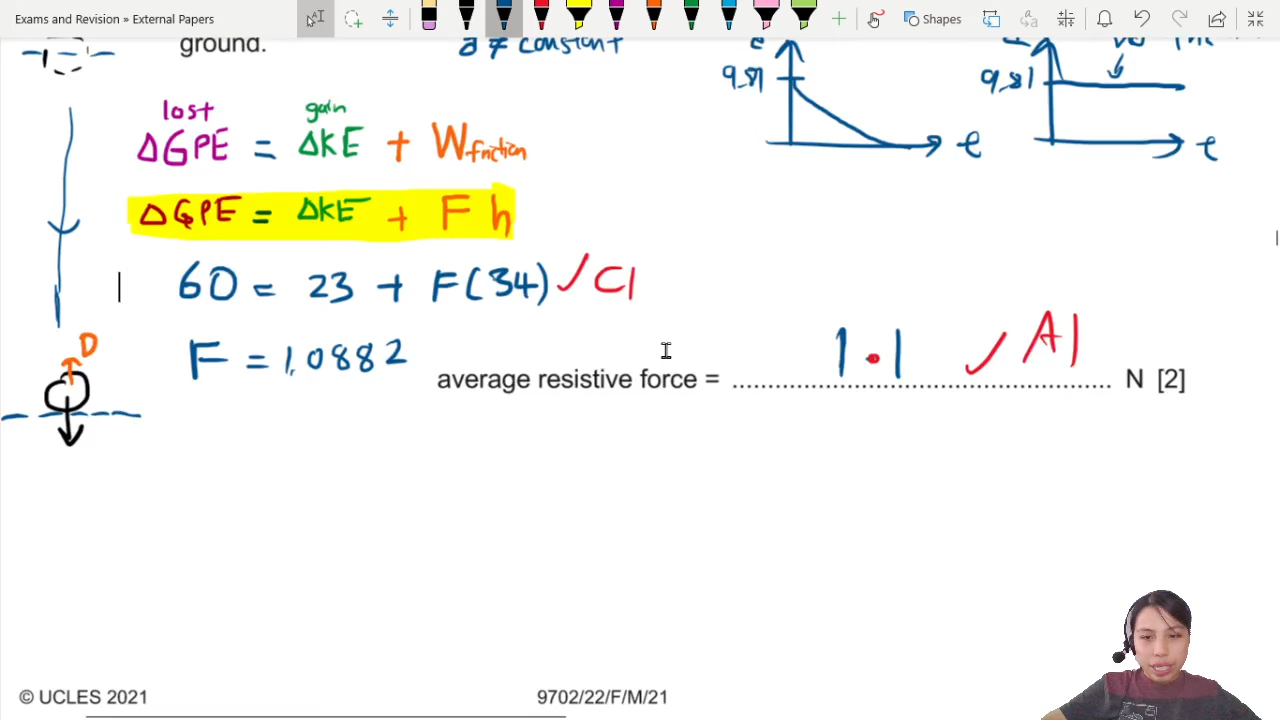 Exams and Revision » External Papers
Shapes
ground.
a ≠ constant
9.81
t
9.81
t
lost
gain
ΔGPE = ΔKE + Wfriction
ΔGPE = ΔKE + F h
60 = 23 + F(34) ✓ C1
F = 1.0882
D
average resistive force = 1.1 ✓ A1 N [2]
© UCLES 2021
9702/22/F/M/21